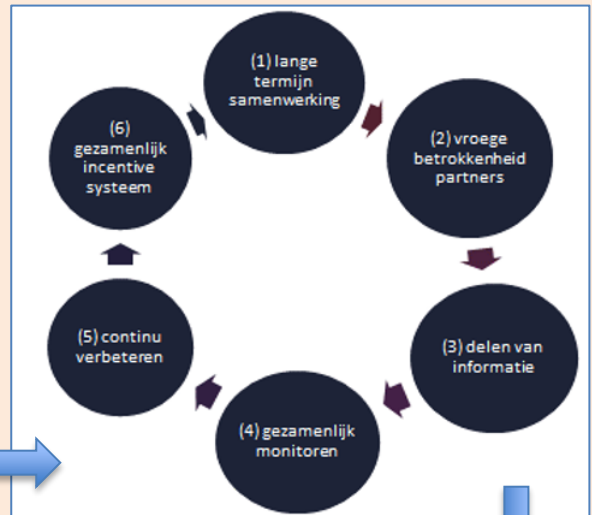 (1) lange
termijn
samenwerking
(2) vroege
betrokkenheid
partners
(3) delen van
informatie
(4) gezamenlijk
monitoren
(5) continu
verbeteren
(6)
gezamenlijk
incentive
systeem